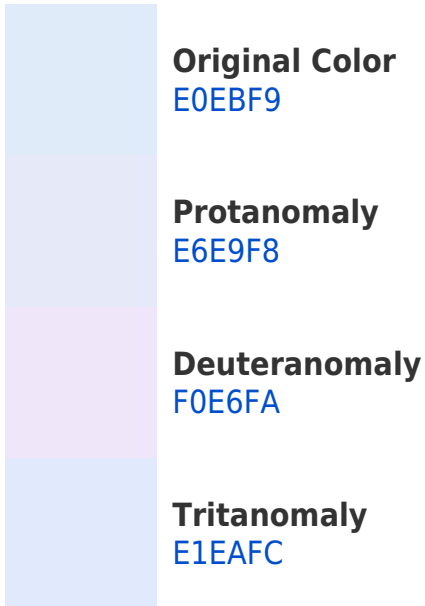 Original Color
E0EBF9
Protanomaly
E6E9F8
Deuteranomaly
F0E6FA
Tritanomaly
E1EAFC